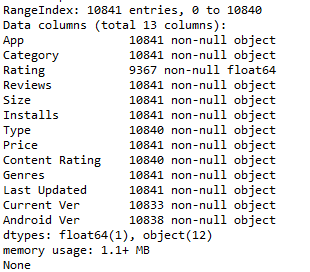 RangeIndex: 10841 entries, 0 to 10840
Data columns (total 13 columns):
App               10841 non-null object
Category          10841 non-null object
Rating            9367 non-null float64
Reviews           10841 non-null object
Size              10841 non-null object
Installs          10841 non-null object
Type              10840 non-null object
Price             10841 non-null object
Content Rating    10840 non-null object
Genres            10841 non-null object
Last Updated      10841 non-null object
Current Ver       10833 non-null object
Android Ver       10838 non-null object
dtypes: float64(1), object(12)
memory usage: 1.1+ MB
None